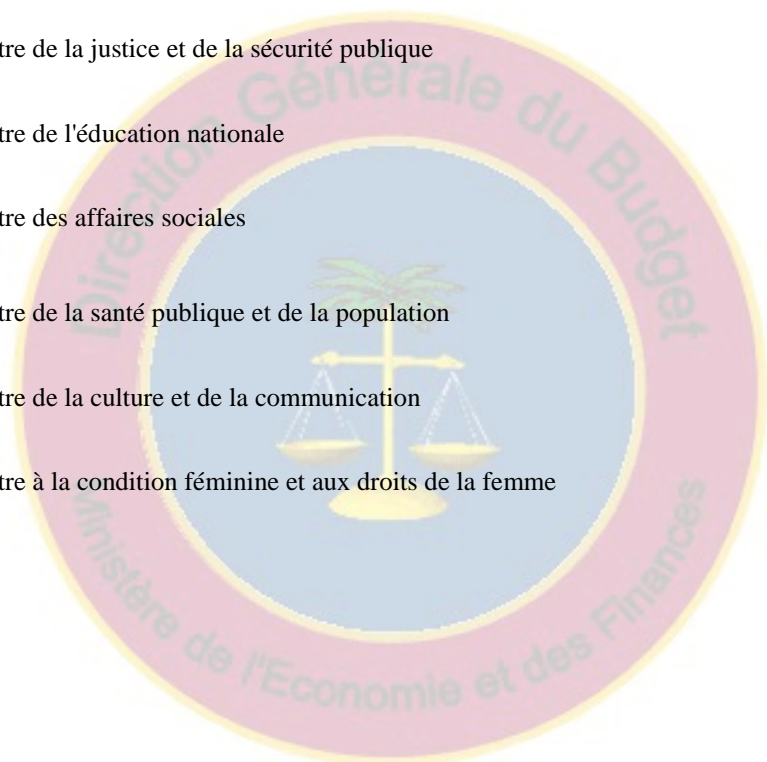 tre de la justice et de la sécurité publique
tre de l'éducation nationale
tre des affaires sociales
tre de la santé publique et de la population
tre de la culture et de la communication
tre à la condition féminine et aux droits de la femme
Direction Générale du Budget
Ministère de l'Economie et des Finances